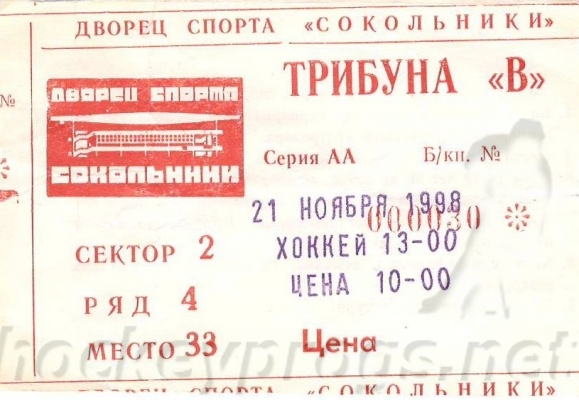 ДВОРЕЦ СПОРТА «СОКОЛЬНИКИ»
ТРИБУНА «В»
ДВОРЕЦ СПОРТА
СОКОЛЬНИКИ
№
Серия АА Б/кн. №
000030
21 НОЯБРЯ 1998
ХОККЕЙ 13-00
ЦЕНА 10-00
СЕКТОР 2
РЯД 4
МЕСТО 33
Цена
hockeyprogs.net
ДВОРЕЦ СПОРТА «СОКОЛЬНИКИ»